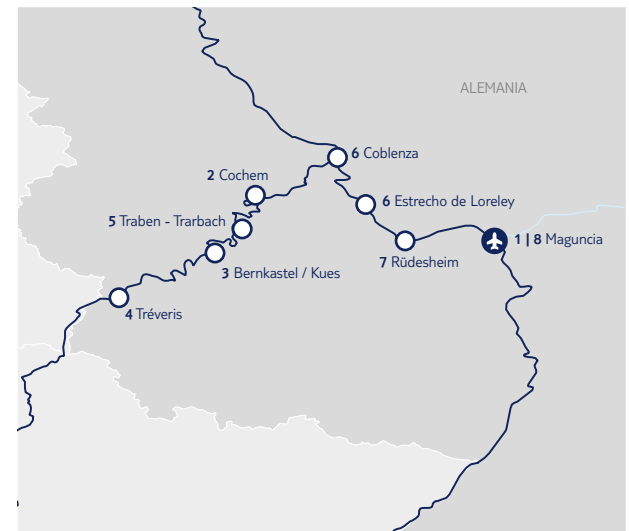 ALEMANIA
6 Coblenza
2 Cochem
6 Estrecho de Loreley
5 Traben - Trarbach
1 | 8 Maguncia
7 Rüdesheim
3 Bernkastel / Kues
4 Tréveris